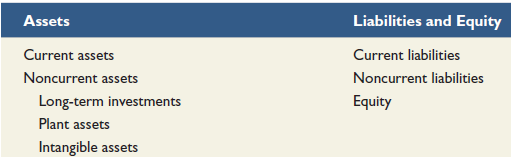 Assets Liabilities and Equity
Current assets Current liabilities
Noncurrent assets Noncurrent liabilities
Long-term investments Equity
Plant assets
Intangible assets